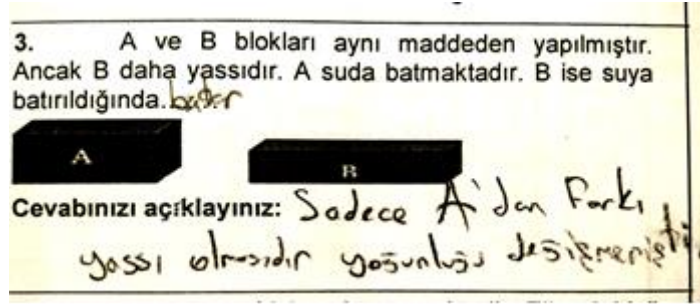 3. A ve B blokları aynı maddeden yapılmıştır.
Ancak B daha yassıdır. A suda batmaktadır. B ise suya
batırıldığında. batar
A
B
Cevabınızı açıklayınız: Sadece A'dan Farkı
yassı olmasıdır yoğunluğu değişmemiştir